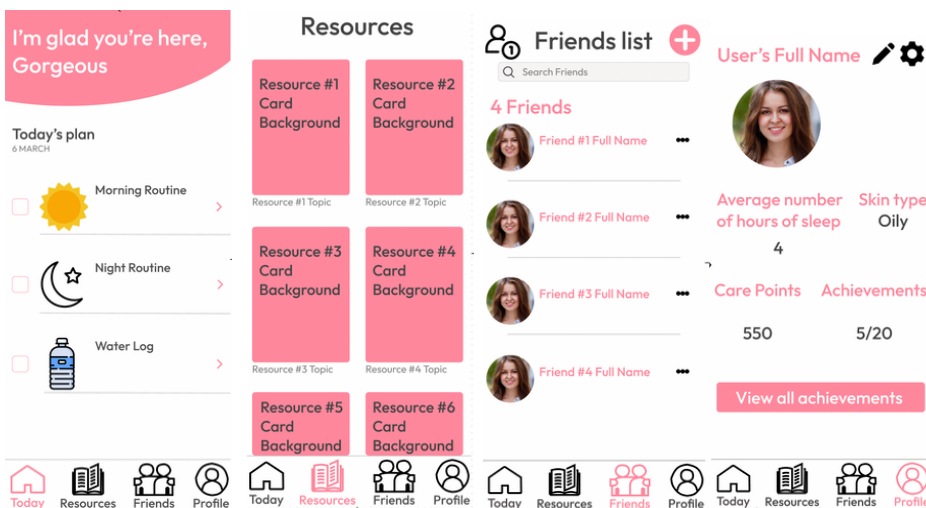 I'm glad you're here,
Gorgeous
Today's plan
6 MARCH
Morning Routine
Night Routine
Water Log
Today
Resources
Friends
Profile
Resources
Resource #1
Card
Background
Resource #2
Card
Background
Resource #1 Topic
Resource #2 Topic
Resource #3
Card
Background
Resource #4
Card
Background
Resource #3 Topic
Resource #4 Topic
Resource #5
Card
Background
Resource #6
Card
Background
Today
Resources
Friends
Profile
1
Friends list
Search Friends
4 Friends
Friend #1 Full Name
Friend #2 Full Name
Friend #3 Full Name
Friend #4 Full Name
Today
Resources
Friends
Profile
User's Full Name
Average number
of hours of sleep
4
Skin type
Oily
Care Points
550
Achievements
5/20
View all achievements
Today
Resources
Friends
Profile